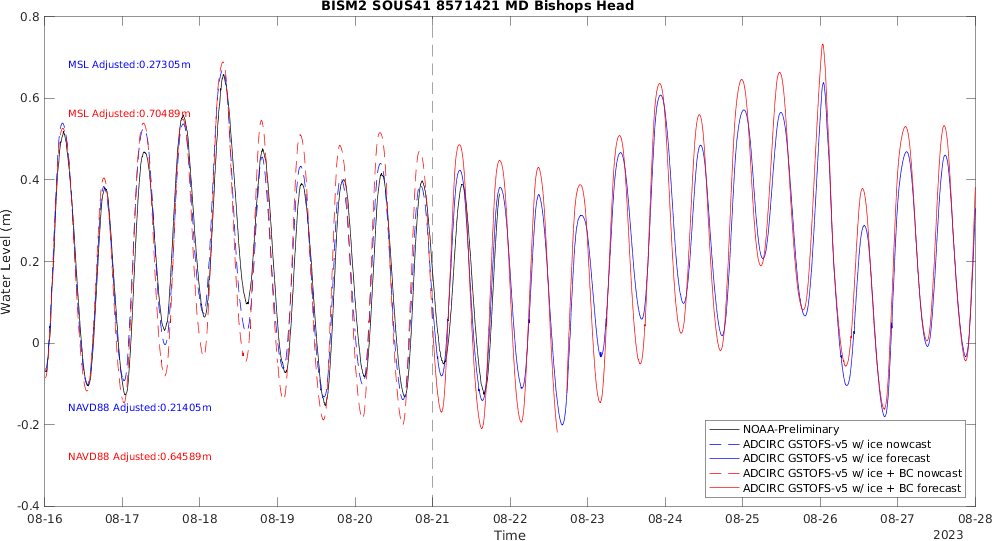 BISM2 SOUS41 8571421 MD Bishops Head
0.8
0.6
0.4
0.2
0
-0.2
-0.4
Water Level (m)
MSL Adjusted:0.27305m
MSL Adjusted:0.70489m
NAVD88 Adjusted:0.21405m
NAVD88 Adjusted:0.64589m
NOAA-Preliminary
ADCIRC GSTOFS-v5 w/ ice nowcast
ADCIRC GSTOFS-v5 w/ ice forecast
ADCIRC GSTOFS-v5 w/ ice + BC nowcast
ADCIRC GSTOFS-v5 w/ ice + BC forecast
08-16 08-17 08-18 08-19 08-20 08-21 08-22 08-23 08-24 08-25 08-26 08-27 08-28
Time
2023